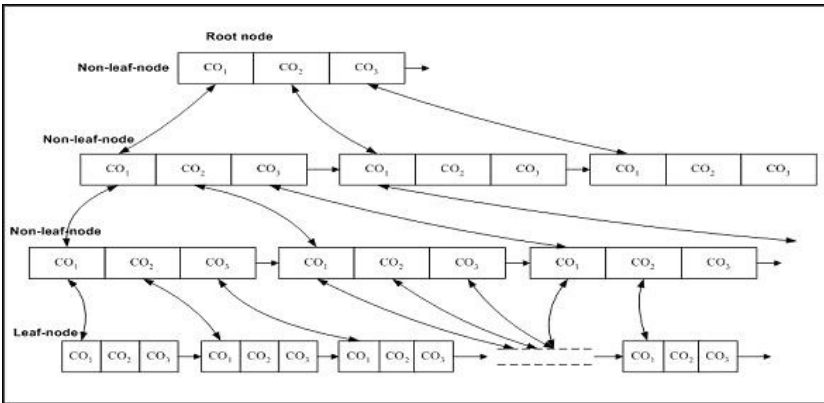 Root node
Non-leaf-node
CO₁ CO₂ CO₃
Non-leaf-node
CO₁ CO₂ CO₃ CO₁ CO₂ CO₃ CO₁ CO₂ CO₃
Non-leaf-node
CO₁ CO₂ CO₃ CO₁ CO₂ CO₃ CO₁ CO₂ CO₃
Leaf-node
CO₁ CO₂ CO₃ CO₁ CO₂ CO₃ CO₁ CO₂ CO₃ CO₁ CO₂ CO₃